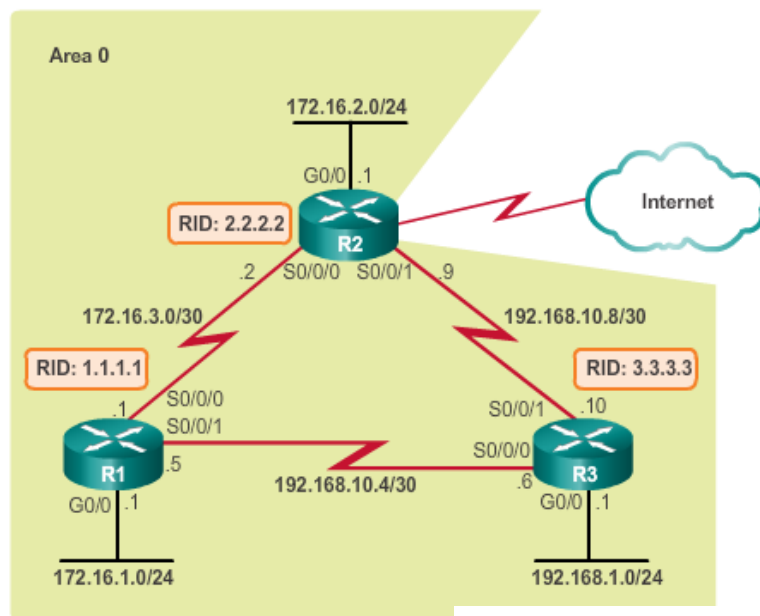 Area 0
172.16.2.0/24
G0/0 .1
Internet
RID: 2.2.2.2
R2
.2 S0/0/0 S0/0/1 .9
172.16.3.0/30
192.168.10.8/30
RID: 1.1.1.1
RID: 3.3.3.3
.1 S0/0/0
S0/0/1 .10
S0/0/1
S0/0/0
R1
.5
R3
192.168.10.4/30
.6
G0/0 .1
G0/0 .1
172.16.1.0/24
192.168.1.0/24